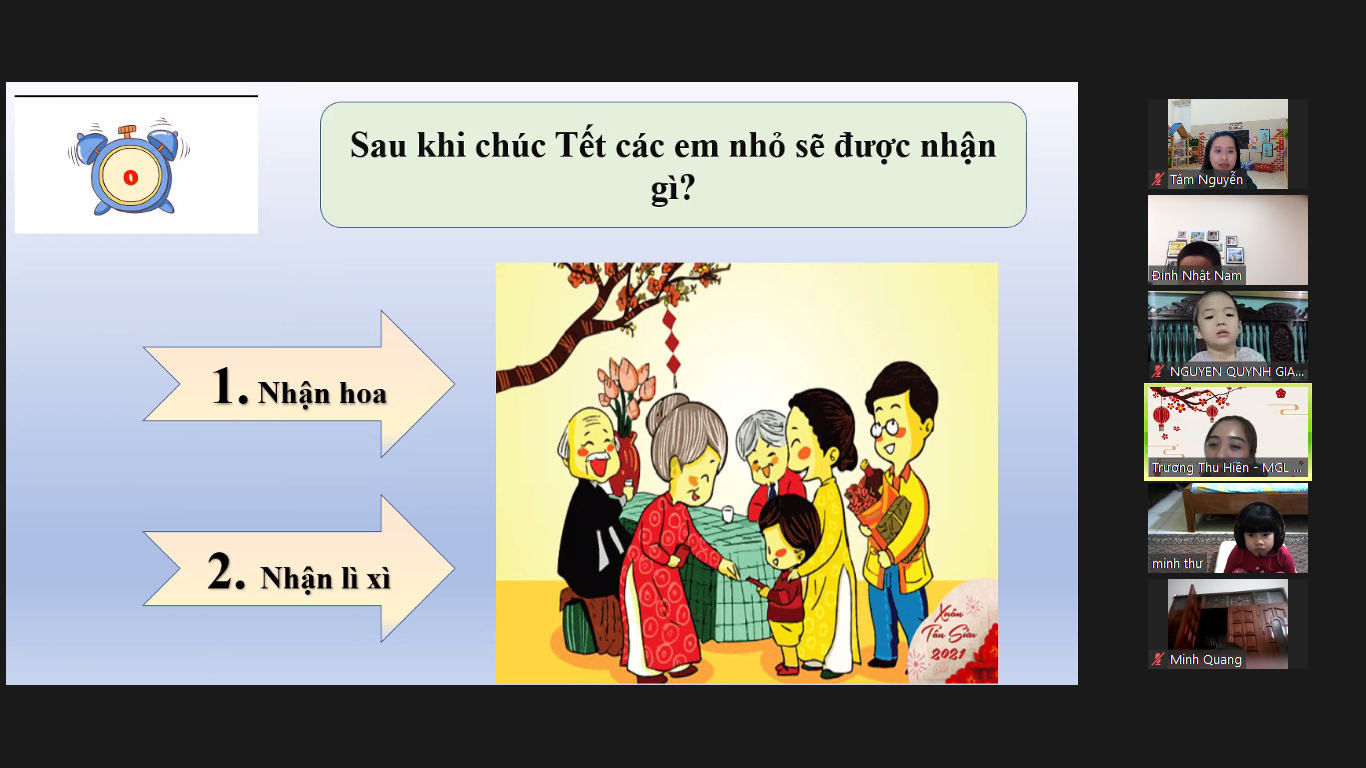 0
Sau khi chúc Tết các em nhỏ sẽ được nhận
gì?
1. Nhận hoa
2. Nhận lì xì
Xuân
Tân Sửu
2021
Tâm Nguyễn
Đinh Nhật Nam
NGUYEN QUYNH GIA...
Trương Thu Hiền - MGL ...
minh thư
Minh Quang